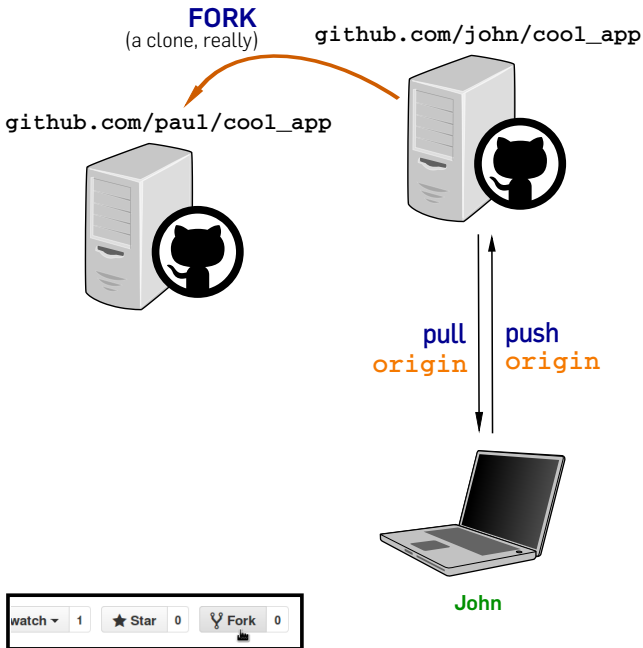 FORK
(a clone, really)
github.com/john/cool_app
github.com/paul/cool_app
pull push
origin origin
John
watch 1 Star 0 Fork 0